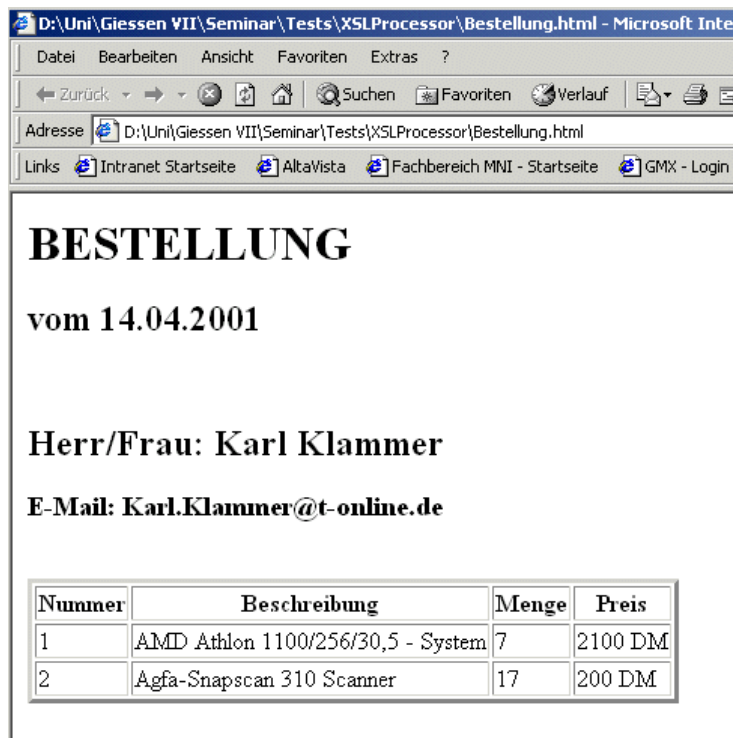 D:\Uni\Giessen VII\Seminar\Tests\XSLProcessor\Bestellung.html - Microsoft Inte
Datei Bearbeiten Ansicht Favoriten Extras ?
Zurück Suchen Favoriten Verlauf
Adresse D:\Uni\Giessen VII\Seminar\Tests\XSLProcessor\Bestellung.html
Links Intranet Startseite AltaVista Fachbereich MNI - Startseite GMX - Login
BESTELLUNG
vom 14.04.2001
Herr/Frau: Karl Klammer
E-Mail: Karl.Klammer@t-online.de
Nummer Beschreibung Menge Preis
1 AMD Athlon 1100/256/30,5 - System 7 2100 DM
2 Agfa-Snapscan 310 Scanner 17 200 DM